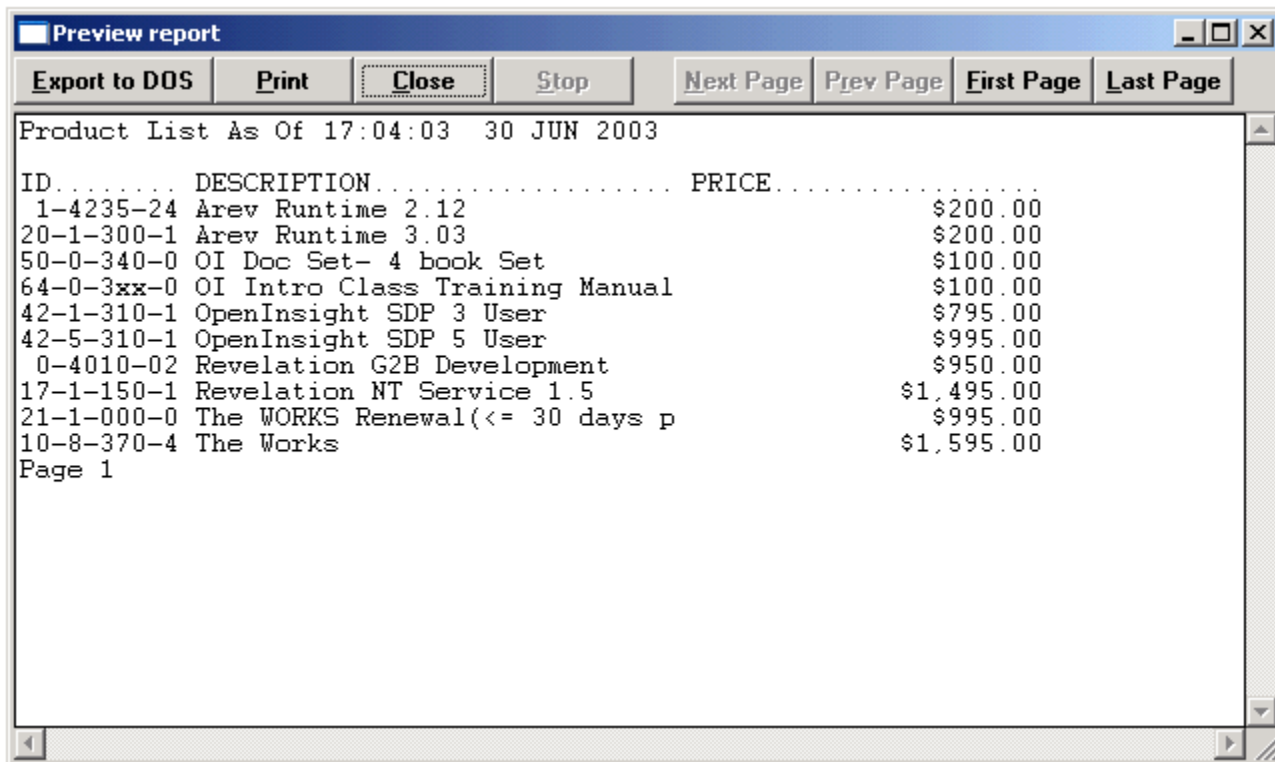 Preview report
Export to DOS Print Close Stop Next Page Prev Page First Page Last Page
Product List As Of 17:04:03  30 JUN 2003
ID........ DESCRIPTION.................... PRICE..................
 1-4235-24 Arev Runtime 2.12                            $200.00
20-1-300-1 Arev Runtime 3.03                            $200.00
50-0-340-0 OI Doc Set- 4 book Set                       $100.00
64-0-3xx-0 OI Intro Class Training Manual               $100.00
42-1-310-1 OpenInsight SDP 3 User                       $795.00
42-5-310-1 OpenInsight SDP 5 User                       $995.00
 0-4010-02 Revelation G2B Development                   $950.00
17-1-150-1 Revelation NT Service 1.5                  $1,495.00
21-1-000-0 The WORKS Renewal(<= 30 days p               $995.00
10-8-370-4 The Works                                  $1,595.00
Page 1